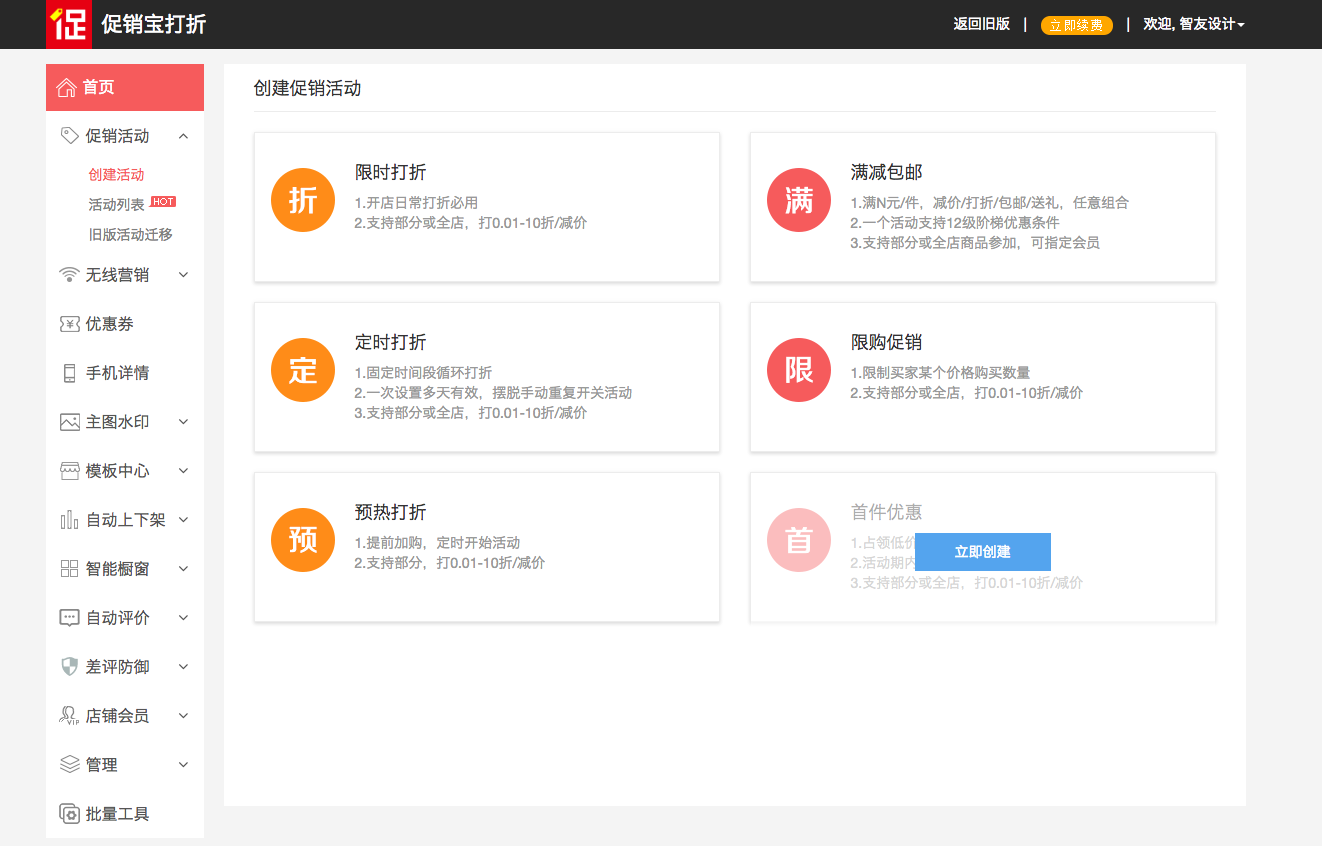 促
促销宝打折
返回旧版 | 立即续费 | 欢迎, 智友设计
首页
促销活动
创建活动
活动列表 HOT
旧版活动迁移
无线营销
优惠券
手机详情
主图水印
模板中心
自动上下架
智能橱窗
自动评价
差评防御
VIP 店铺会员
管理
批量工具
创建促销活动
折
限时打折
1.开店日常打折必用
2.支持部分或全店，打0.01-10折/减价
满
满减包邮
1.满N元/件，减价/打折/包邮/送礼，任意组合
2.一个活动支持12级阶梯优惠条件
3.支持部分或全店商品参加，可指定会员
定
定时打折
1.固定时间段循环打折
2.一次设置多天有效，摆脱手动重复开关活动
3.支持部分或全店，打0.01-10折/减价
限
限购促销
1.限制买家某个价格购买数量
2.支持部分或全店，打0.01-10折/减价
预
预热打折
1.提前加购，定时开始活动
2.支持部分，打0.01-10折/减价
首
首件优惠
1.占领低价
立即创建
2.活动期内
3.支持部分或全店，打0.01-10折/减价